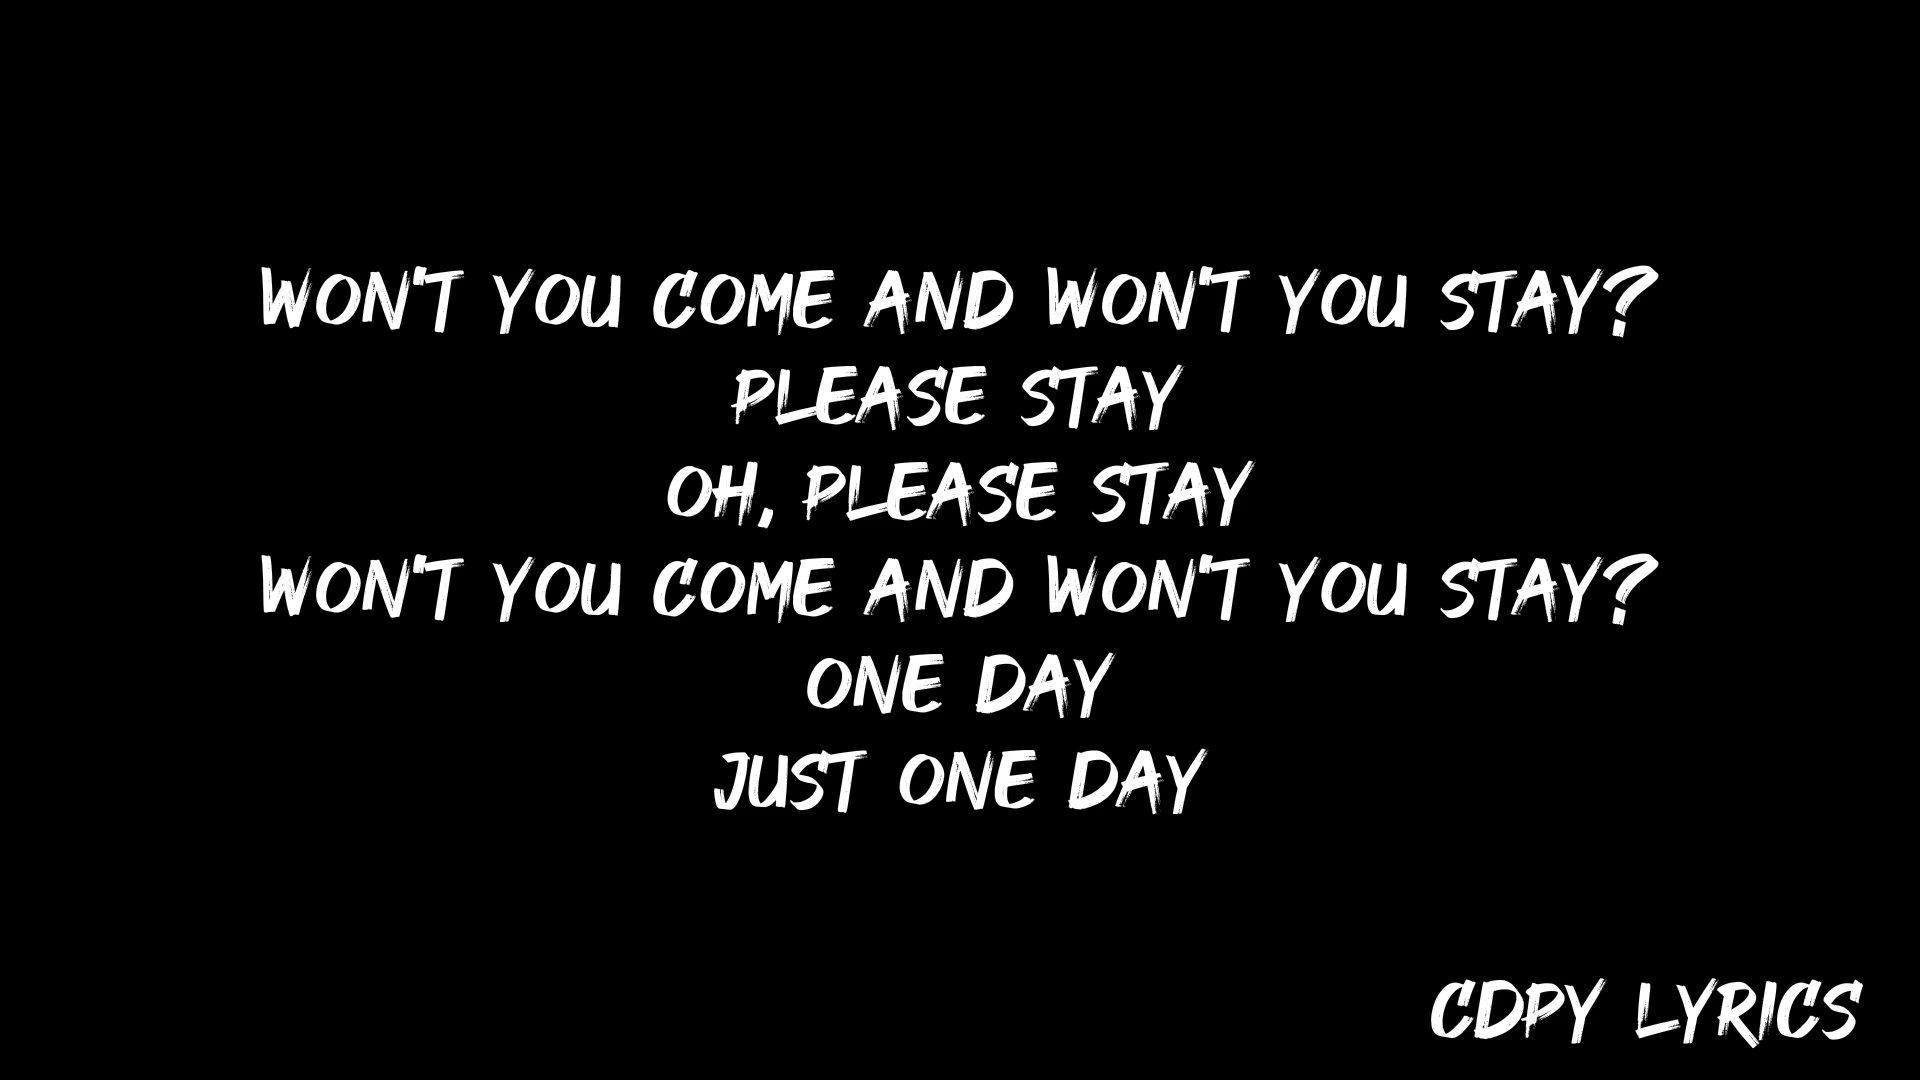 WON'T YOU COME AND WON'T YOU STAY?
PLEASE STAY
OH, PLEASE STAY
WON'T YOU COME AND WON'T YOU STAY?
ONE DAY
JUST ONE DAY
CDPY LYRICS